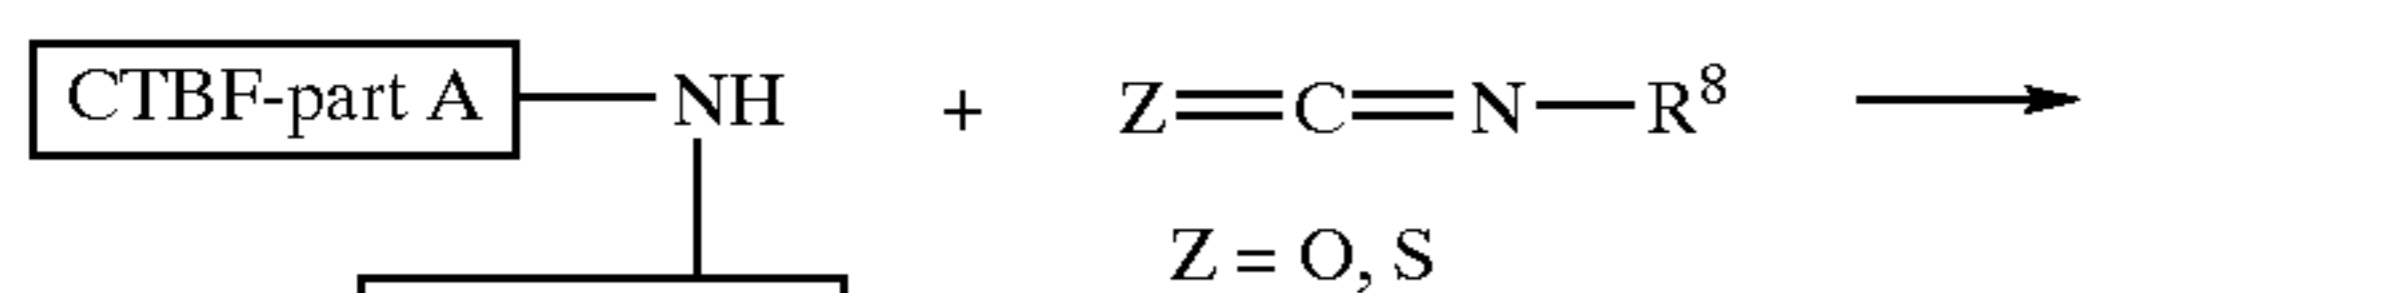 CTBF-part A NH + Z=C=N-R⁸
Z = O, S